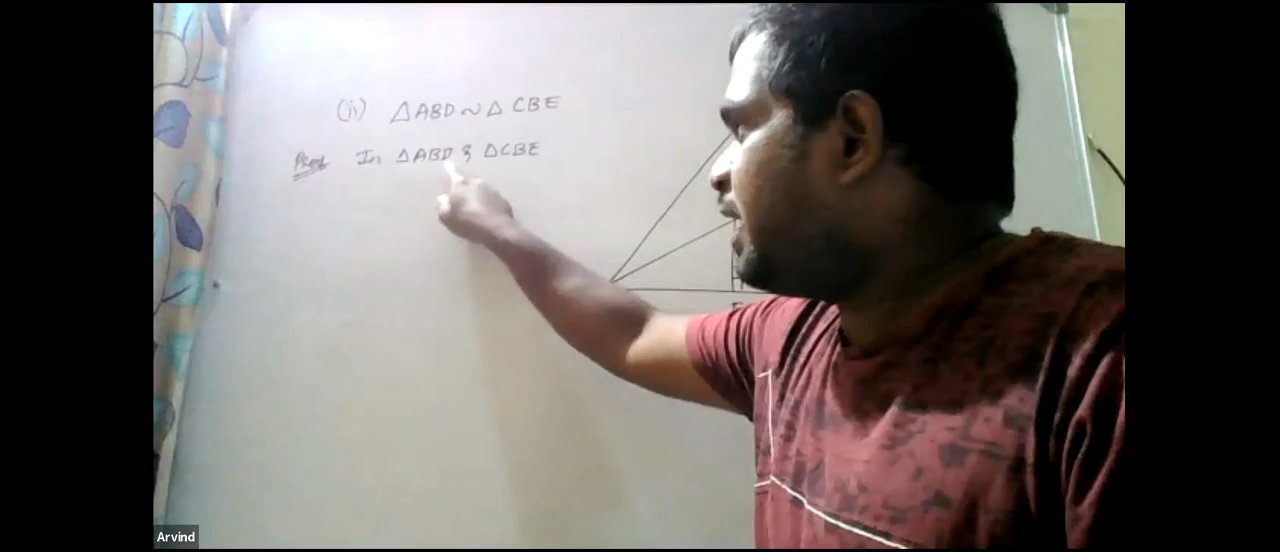 (ii) △ABD ~ △CBE
Proof In △ABD & △CBE
Arvind